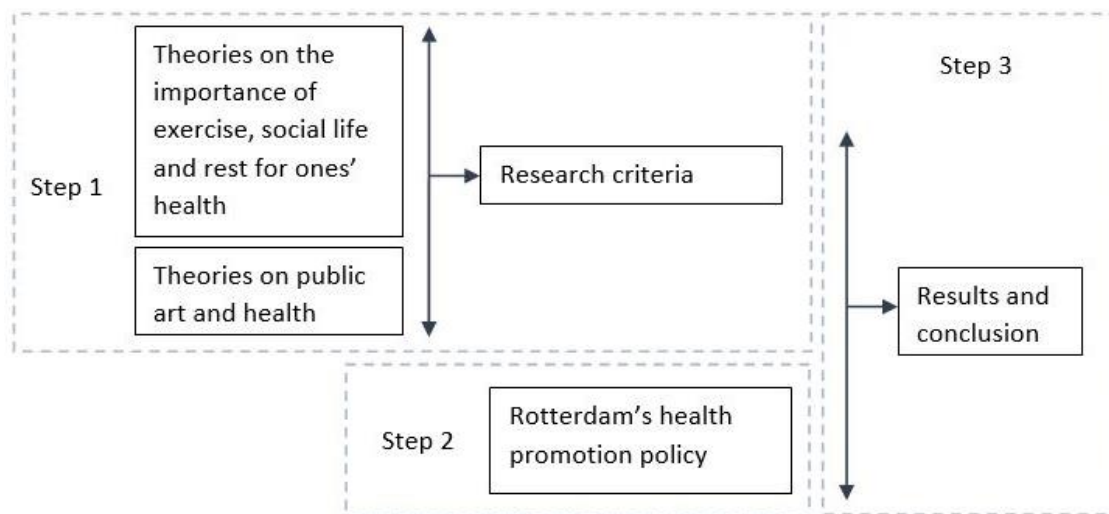 Step 1
Theories on the
importance of
exercise, social life
and rest for ones’
health
Theories on public
art and health
Research criteria
Step 2
Rotterdam’s health
promotion policy
Step 3
Results and
conclusion